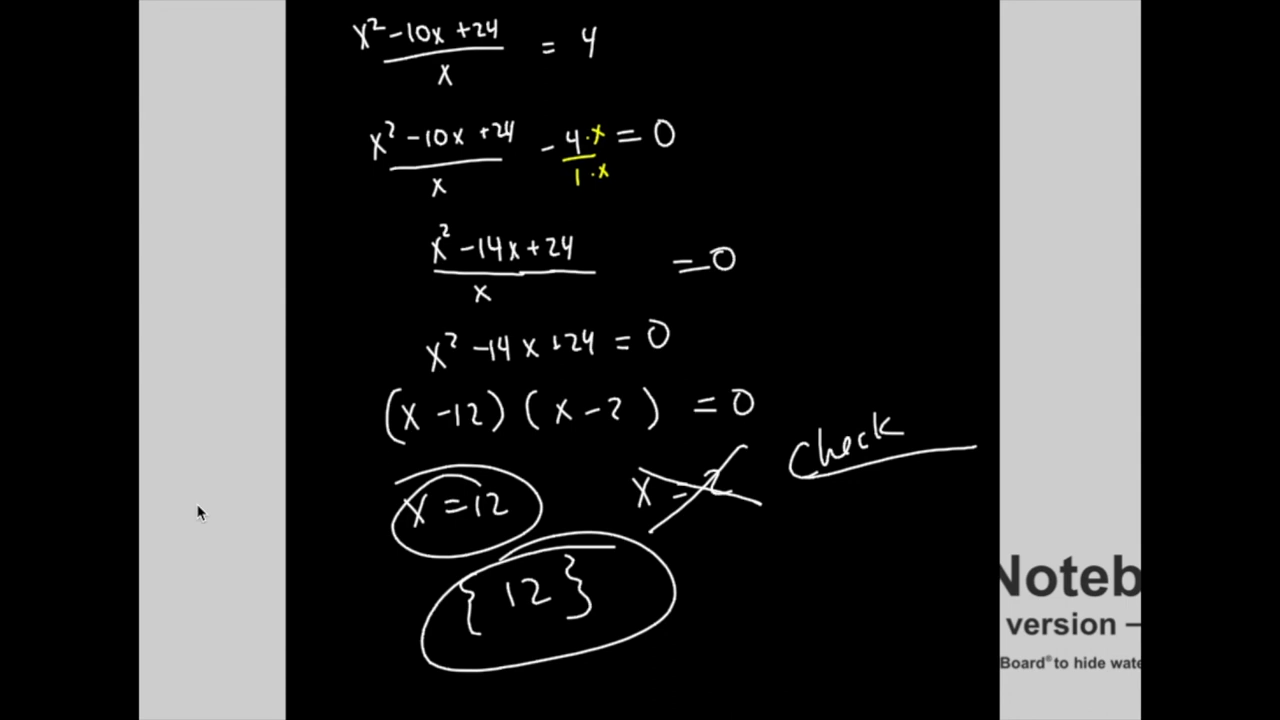 x² -10x +24 / x = 4
x² -10x +24 / x - 4·x / 1·x = 0
x² -14x +24 / x = 0
x² -14x +24 = 0
(x -12) (x -2) = 0
Check
x = 12 x = 2
{ 12 }
Noteb
version –
Board® to hide wate